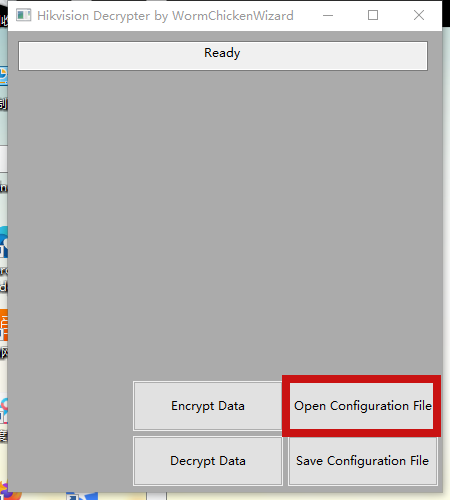 Hikvision Decrypter by WormChickenWizard
Ready
Encrypt Data
Open Configuration File
Decrypt Data
Save Configuration File